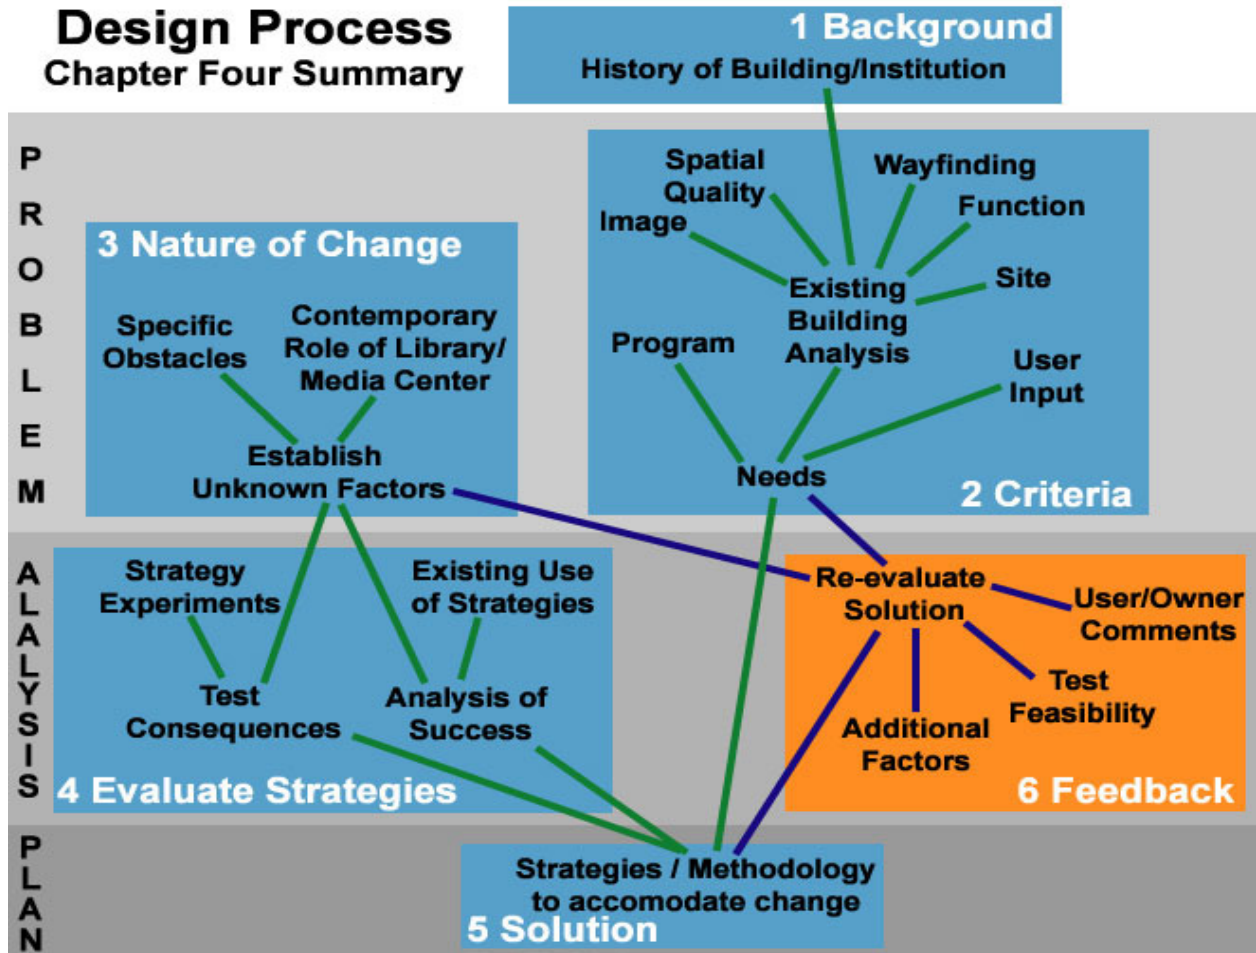 Design Process
Chapter Four Summary
1 Background
History of Building/Institution
PROBLEM
Spatial
Quality
Wayfinding
Image
Function
Existing
Building
Analysis
Site
Program
User
Input
Needs
2 Criteria
3 Nature of Change
Specific
Obstacles
Contemporary
Role of Library/
Media Center
Establish
Unknown Factors
ALALYSIS
Strategy
Experiments
Existing Use
of Strategies
Test
Consequences
Analysis of
Success
4 Evaluate Strategies
Re-evaluate
Solution
User/Owner
Comments
Test
Feasibility
Additional
Factors
6 Feedback
PLAN
Strategies / Methodology
to accomodate change
5 Solution